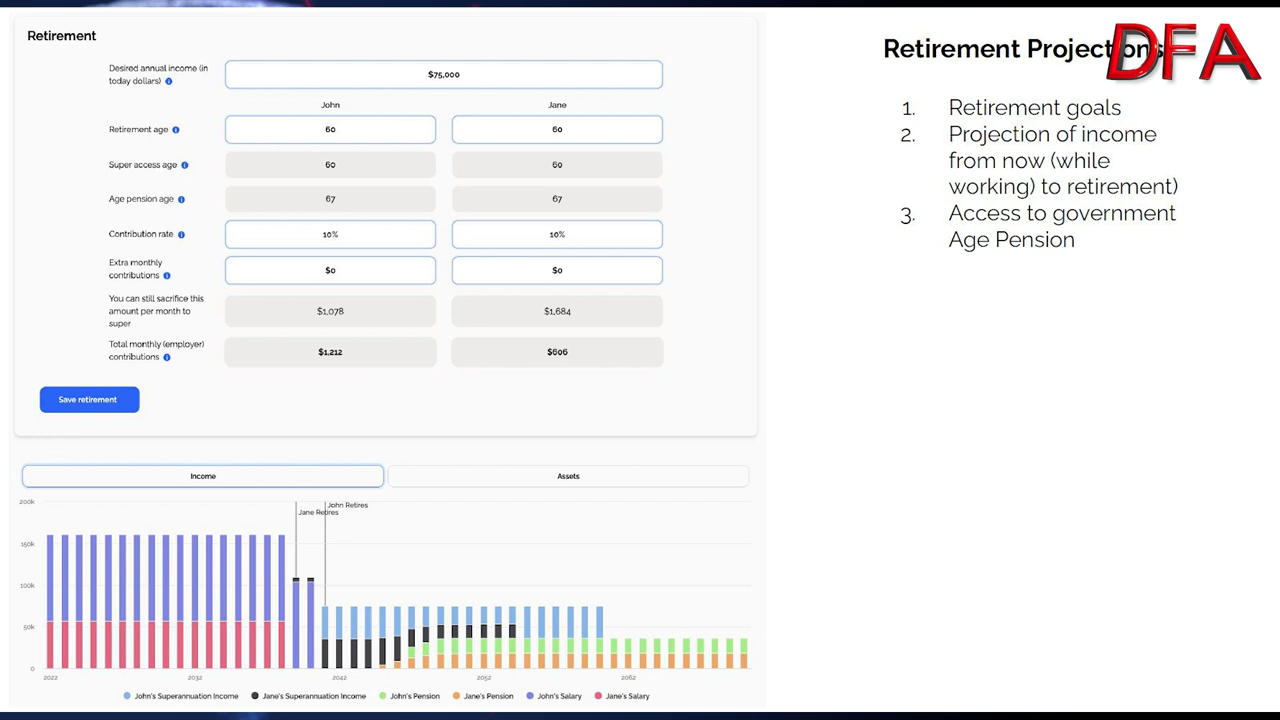 Retirement
Desired annual income (in
today dollars)
$75,000
John
Jane
Retirement age
60
60
Super access age
60
60
Age pension age
67
67
Contribution rate
10%
10%
Extra monthly
contributions
$0
$0
You can still sacrifice this
amount per month to
super
$1,078
$1,684
Total monthly (employer)
contributions
$1,212
$606
Save retirement
Income
Assets
200k
150k
100k
50k
0
John Retires
Jane Retires
2022
2032
2042
2052
2062
John's Superannuation Income
Jane's Superannuation Income
John's Pension
Jane's Pension
John's Salary
Jane's Salary
Retirement Projections
DFA
1. Retirement goals
2. Projection of income
from now (while
working) to retirement)
3. Access to government
Age Pension